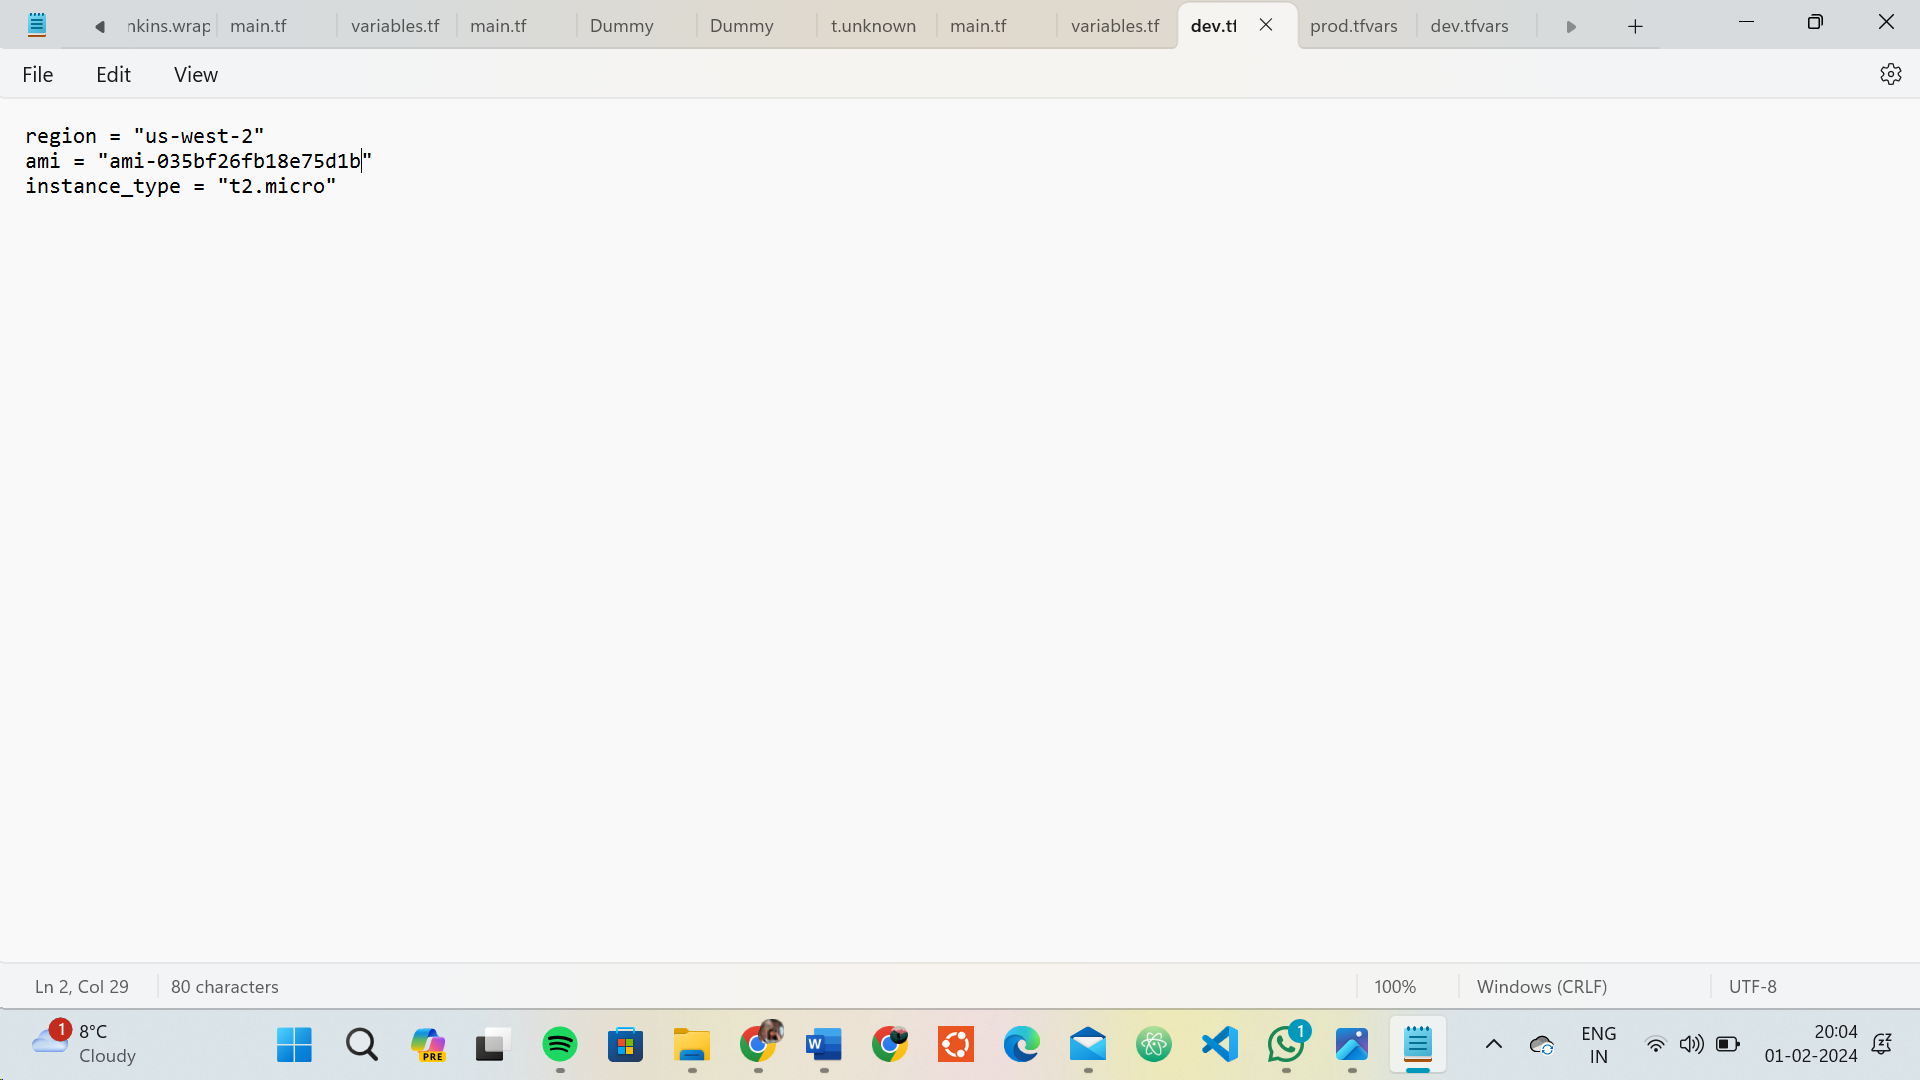 nkins.wrap main.tf variables.tf main.tf Dummy Dummy t.unknown main.tf variables.tf dev.tf prod.tfvars dev.tfvars
File Edit View
region = "us-west-2"
ami = "ami-035bf26fb18e75d1b"
instance_type = "t2.micro"
Ln 2, Col 29 80 characters 100% Windows (CRLF) UTF-8
1 8°C
Cloudy
PRE
W
1
ENG
IN
20:04
01-02-2024